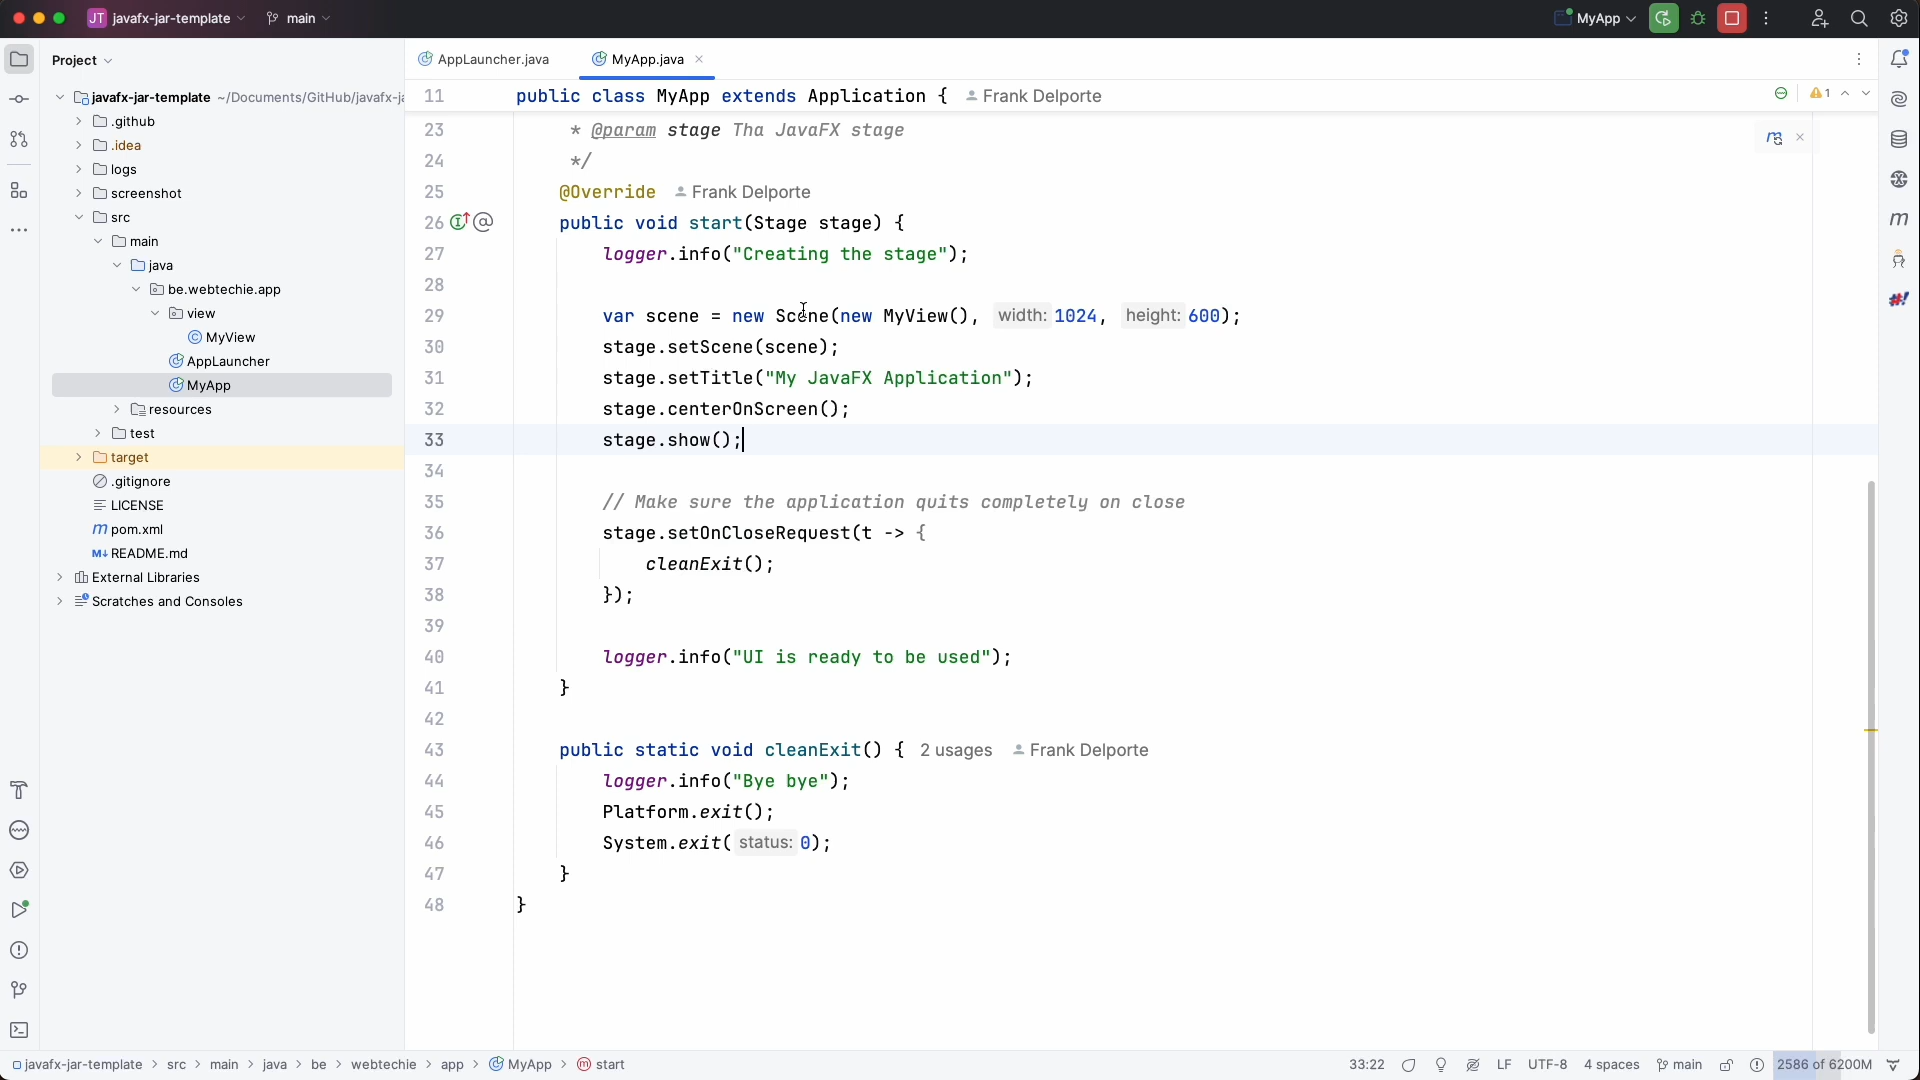 JT javafx-jar-template main MyApp
Project
AppLauncher.java MyApp.java
javafx-jar-template ~/Documents/GitHub/javafx-ja
.github
.idea
logs
screenshot
src
main
java
be.webtechie.app
view
MyView
AppLauncher
MyApp
resources
test
target
.gitignore
LICENSE
m pom.xml
M↓ README.md
External Libraries
Scratches and Consoles
11 public class MyApp extends Application { Frank Delporte
1
23 * @param stage Tha JavaFX stage
24 */
25 @Override Frank Delporte
26 public void start(Stage stage) {
27 logger.info("Creating the stage");
28
29 var scene = new Scene(new MyView(), width: 1024, height: 600);
30 stage.setScene(scene);
31 stage.setTitle("My JavaFX Application");
32 stage.centerOnScreen();
33 stage.show();
34
35 // Make sure the application quits completely on close
36 stage.setOnCloseRequest(t -> {
37 cleanExit();
38 });
39
40 logger.info("UI is ready to be used");
41 }
42
43 public static void cleanExit() { 2 usages Frank Delporte
44 logger.info("Bye bye");
45 Platform.exit();
46 System.exit( status: 0);
47 }
48 }
m
#!
javafx-jar-template > src > main > java > be > webtechie > app > MyApp > m start
33:22 LF UTF-8 4 spaces main 2586 of 6200M